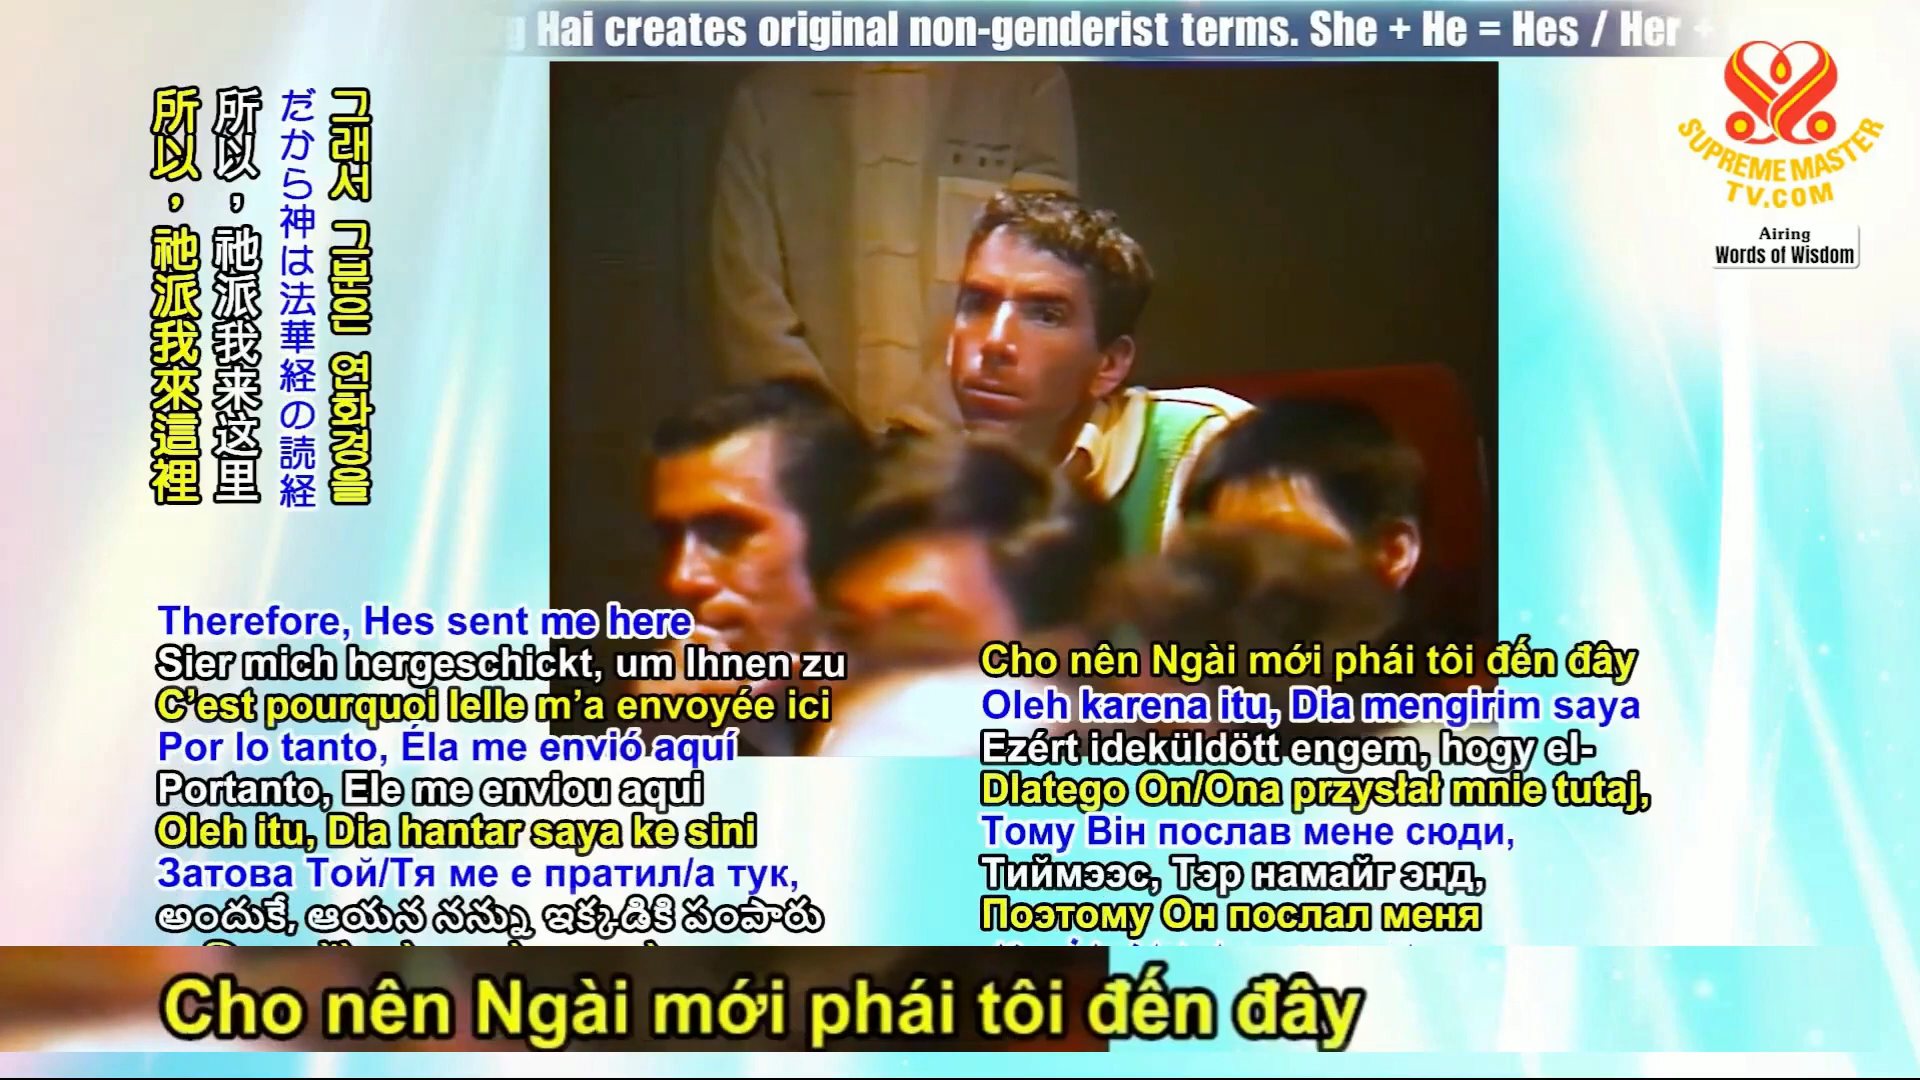 Hai creates original non-genderist terms. She + He = Hes / Her +
SUPREME MASTER
TV.COM
Airing
Words of Wisdom
그래서 그분은 연화경을
だから神は法華経の読経
所以，祂派我来这里
所以，祂派我來這裡
Therefore, Hes sent me here
Sier mich hergeschickt, um Ihnen zu
C’est pourquoi lelle m’a envoyée ici
Por lo tanto, Éla me envió aquí
Portanto, Ele me enviou aqui
Oleh itu, Dia hantar saya ke sini
Затова Той/Тя ме е пратил/а тук,
అందుకే, ఆయన నన్ను ఇక్కడికి పంపారు
Cho nên Ngài mới phái tôi đến đây
Oleh karena itu, Dia mengirim saya
Ezért ideküldött engem, hogy el-
Dlatego On/Ona przysłał mnie tutaj,
Тому Він послав мене сюди,
Тиймээс, Тэр намайг энд,
Поэтому Он послал меня
Cho nên Ngài mới phái tôi đến đây